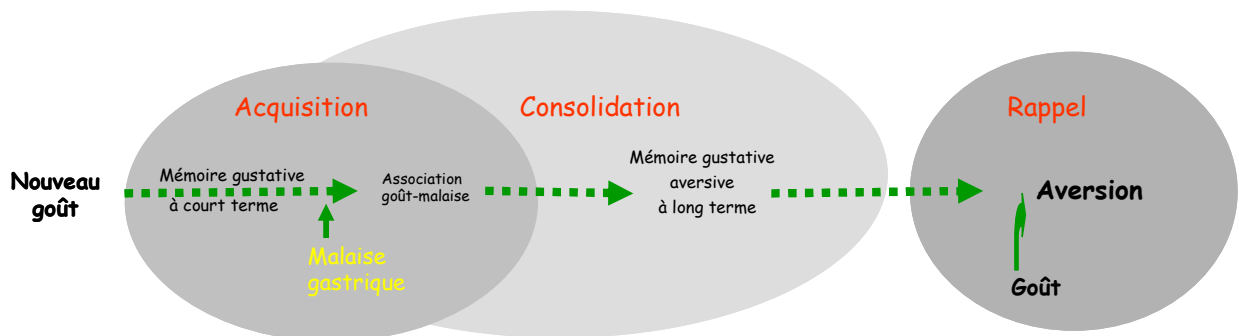 Acquisition
Consolidation
Rappel
Nouveau
goût
Mémoire gustative
à court terme
Association
goût-malaise
Malaise
gastrique
Mémoire gustative
aversive
à long terme
Aversion
Goût